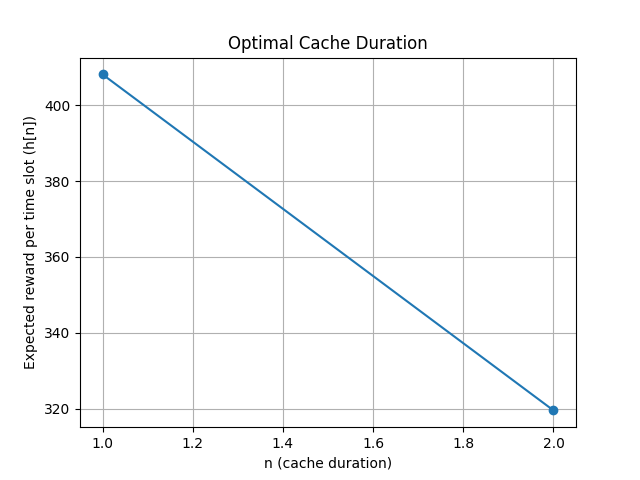 Optimal Cache Duration
Expected reward per time slot (h[n])
400
380
360
340
320
1.0 1.2 1.4 1.6 1.8 2.0
n (cache duration)